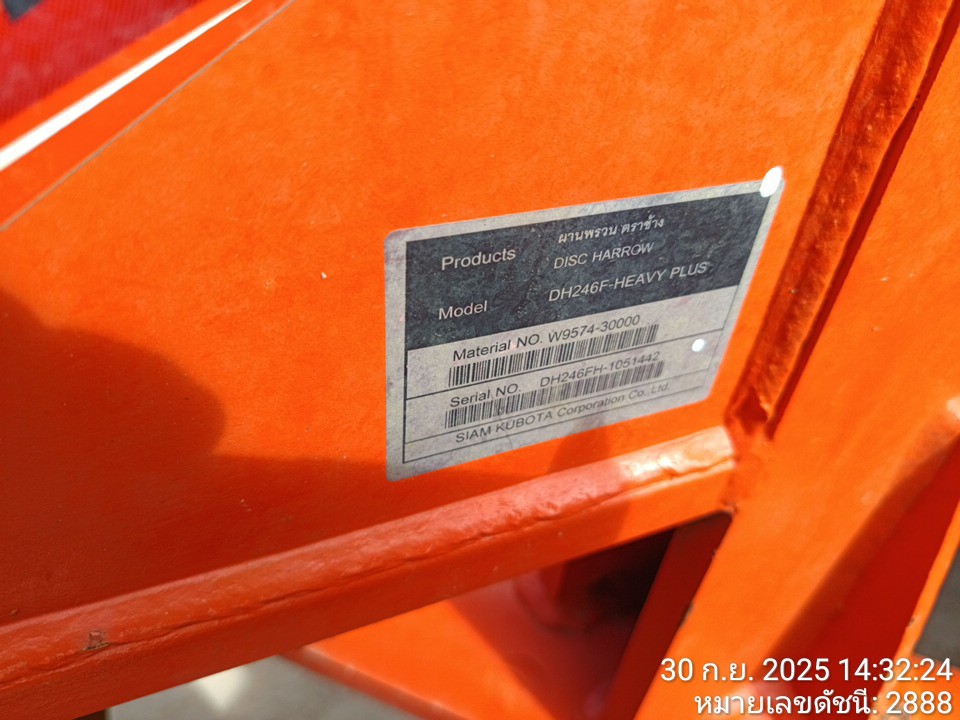 Products ผานพรวน ตราช้าง
DISC HARROW
Model DH246F-HEAVY PLUS
Material NO. W9574-30000
Serial NO. DH246FH-1051442
SIAM KUBOTA Corporation Co.,Ltd.
30 ก.ย. 2025 14:32:24
หมายเลขดัชนี: 2888